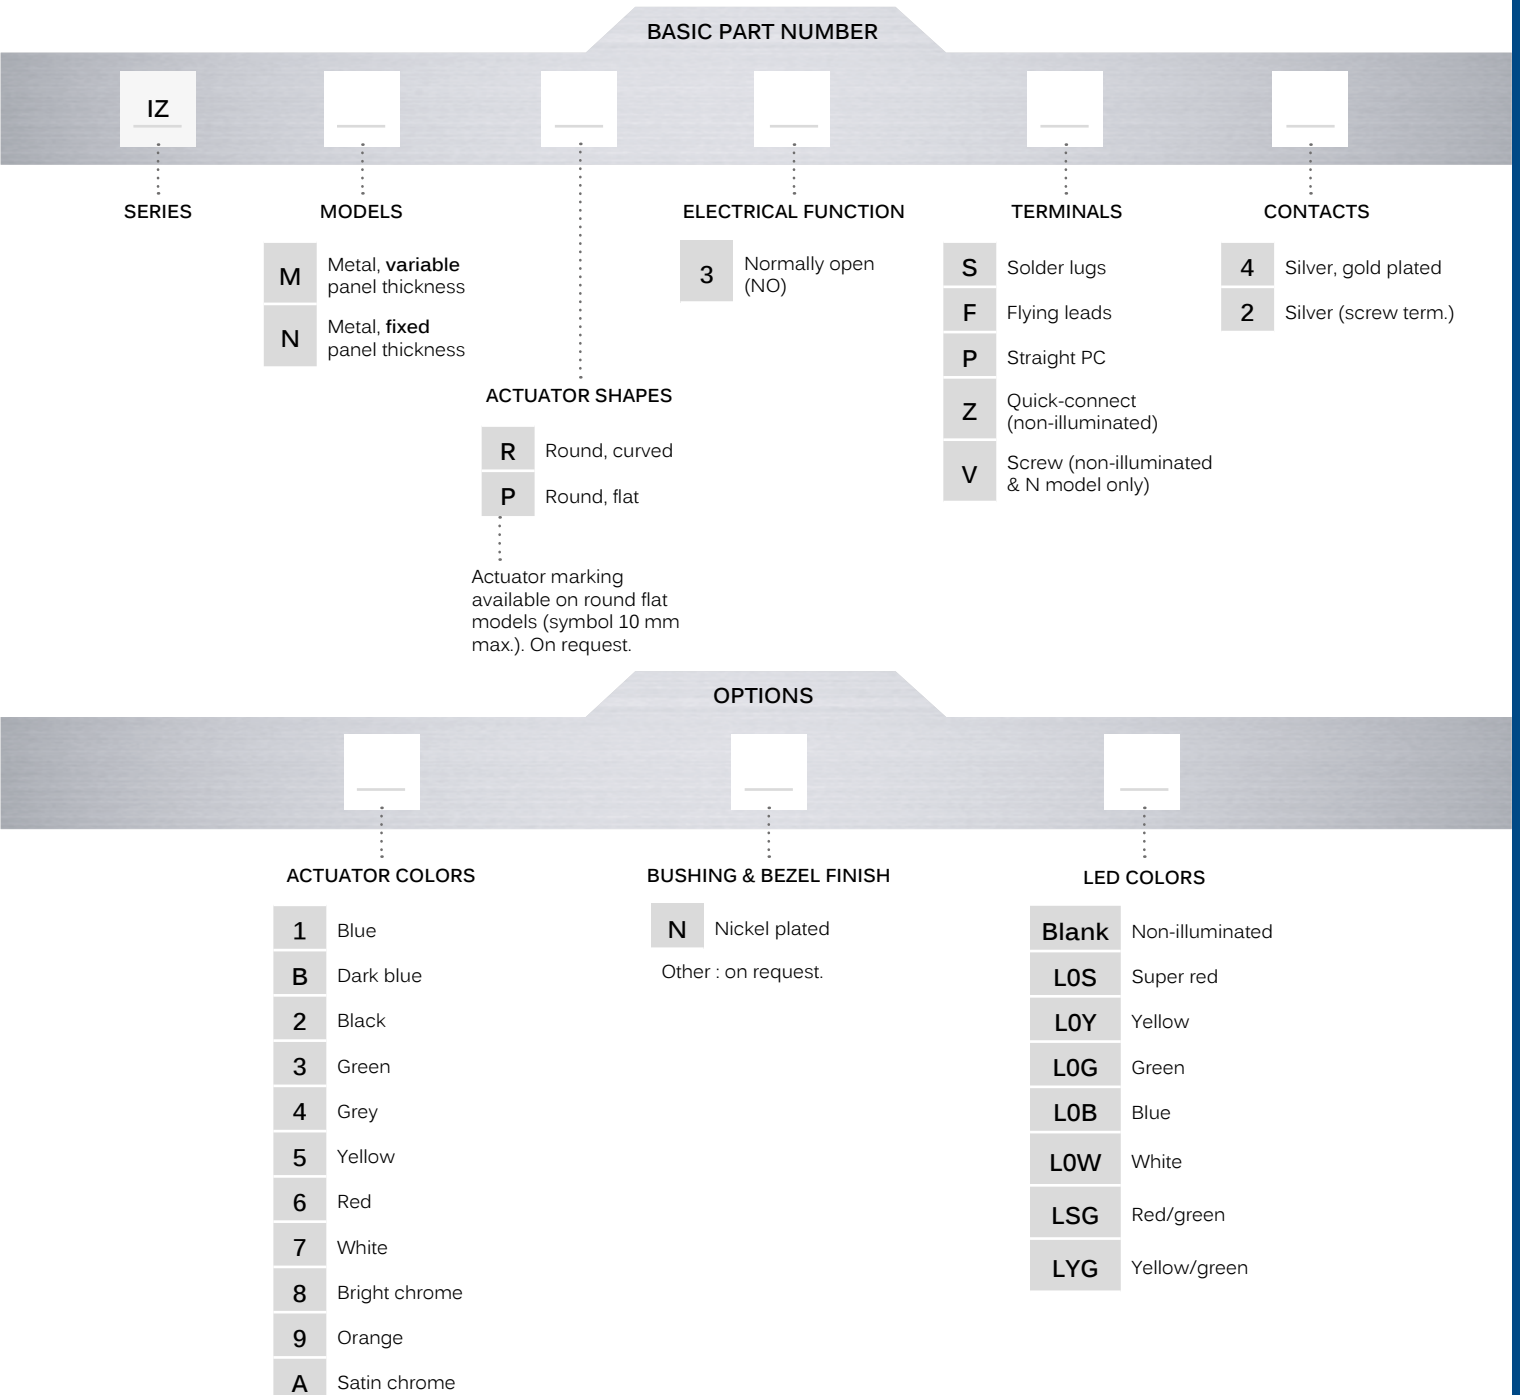 BASIC PART NUMBER
IZ
SERIES
MODELS
M
Metal, variable
panel thickness
N
Metal, fixed
panel thickness
ACTUATOR SHAPES
R
Round, curved
P
Round, flat
Actuator marking
available on round flat
models (symbol 10 mm
max.). On request.
ELECTRICAL FUNCTION
3
Normally open
(NO)
TERMINALS
S
Solder lugs
F
Flying leads
P
Straight PC
Z
Quick-connect
(non-illuminated)
V
Screw (non-illuminated
& N model only)
CONTACTS
4
Silver, gold plated
2
Silver (screw term.)
OPTIONS
ACTUATOR COLORS
1
Blue
B
Dark blue
2
Black
3
Green
4
Grey
5
Yellow
6
Red
7
White
8
Bright chrome
9
Orange
A
Satin chrome
BUSHING & BEZEL FINISH
N
Nickel plated
Other : on request.
LED COLORS
Blank
Non-illuminated
L0S
Super red
L0Y
Yellow
L0G
Green
L0B
Blue
L0W
White
LSG
Red/green
LYG
Yellow/green